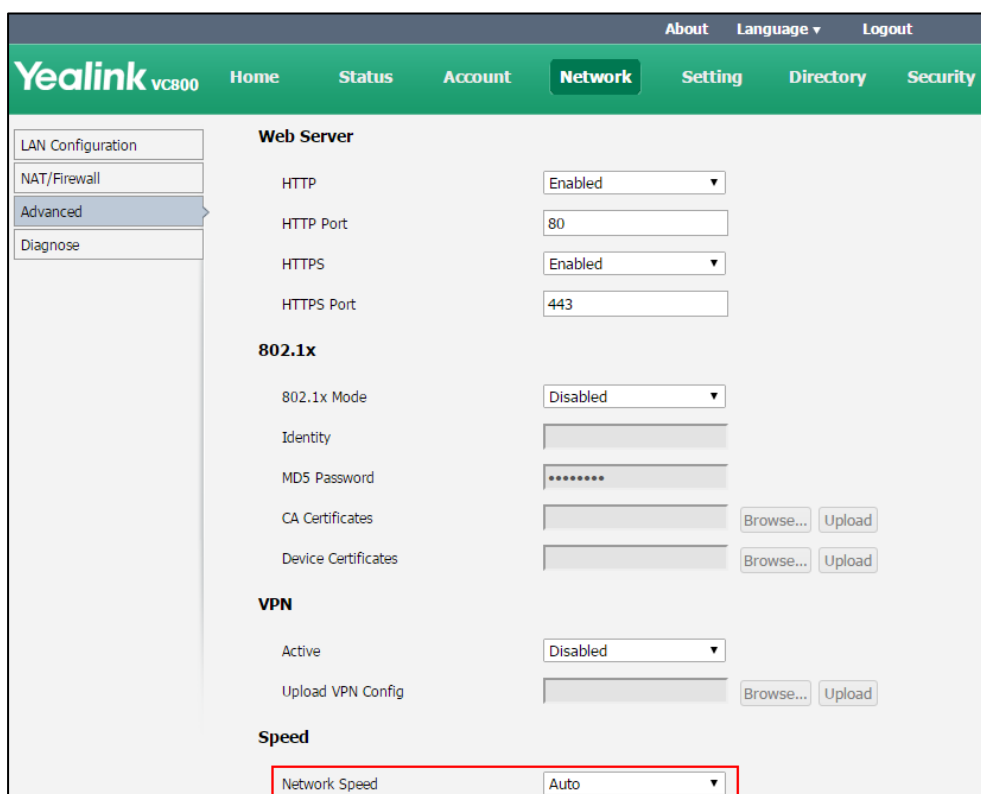 About Language ▾ Logout
Yealink VC800 Home Status Account Network Setting Directory Security
LAN Configuration
NAT/Firewall
Advanced
Diagnose
Web Server
HTTP Enabled
HTTP Port 80
HTTPS Enabled
HTTPS Port 443
802.1x
802.1x Mode Disabled
Identity
MD5 Password ••••••••
CA Certificates Browse... Upload
Device Certificates Browse... Upload
VPN
Active Disabled
Upload VPN Config Browse... Upload
Speed
Network Speed Auto